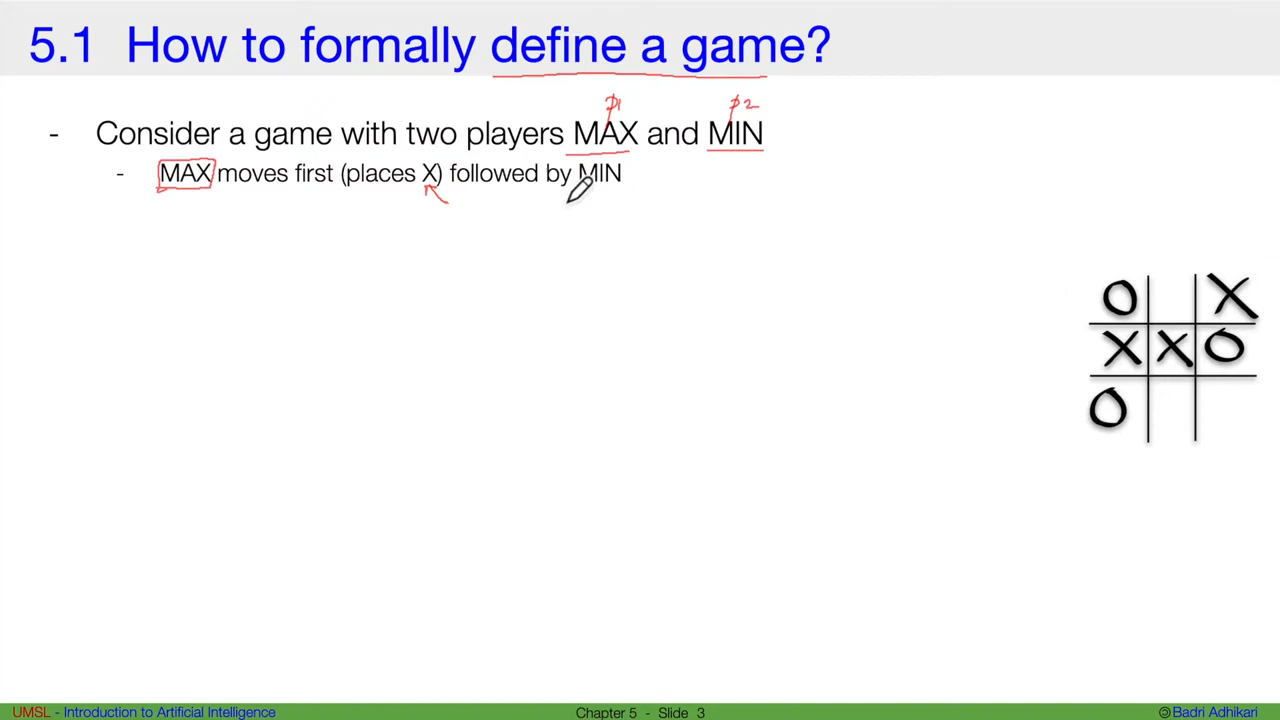 5.1 How to formally define a game?
p1 p2
- Consider a game with two players MAX and MIN
- MAX moves first (places X) followed by MIN
O X
X X O
O
UMSL - Introduction to Artificial Intelligence Chapter 5 - Slide 3 Badri Adhikari